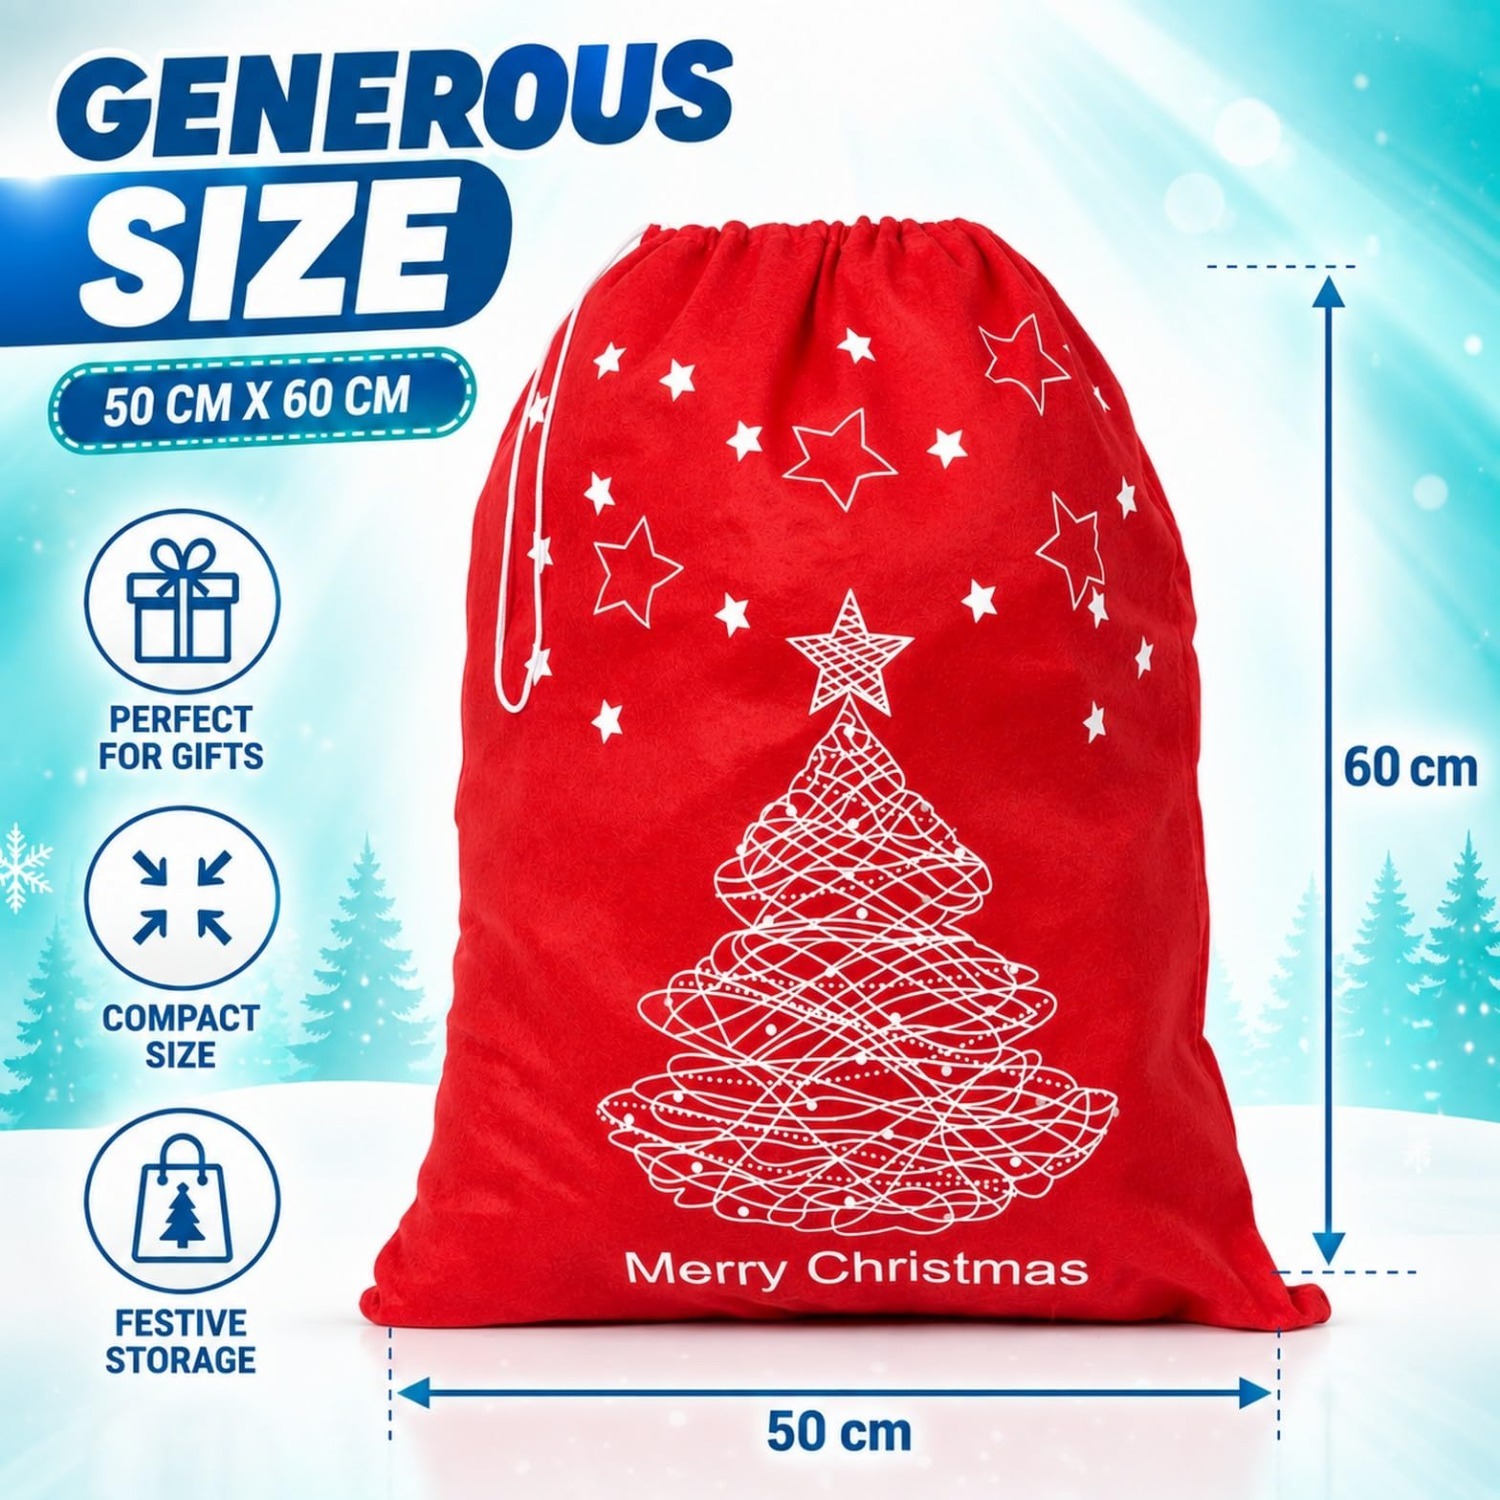 GENEROUS
SIZE
50 CM X 60 CM
PERFECT
FOR GIFTS
COMPACT
SIZE
FESTIVE
STORAGE
Merry Christmas
60 cm
50 cm